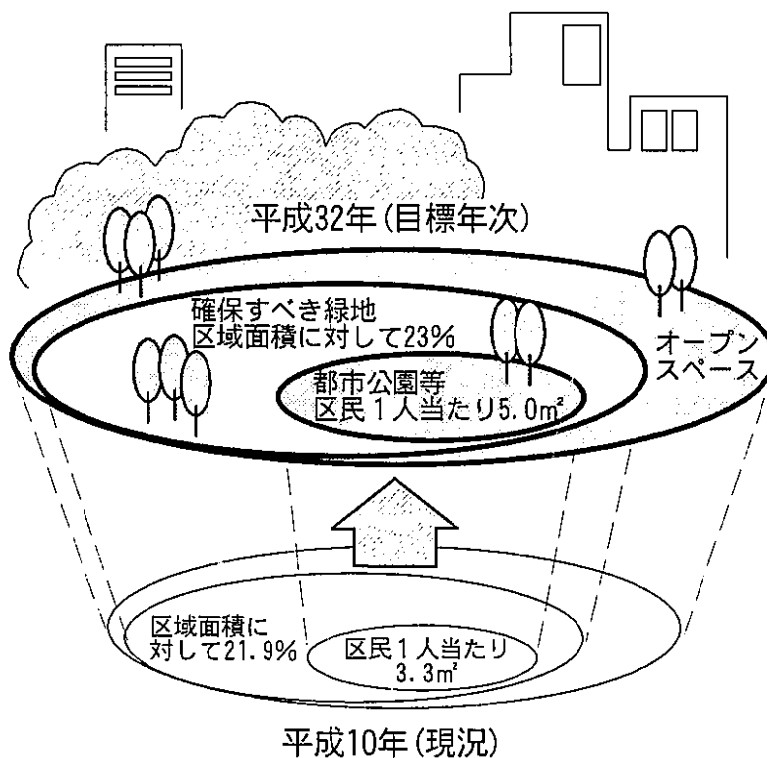 平成32年(目標年次)
確保すべき緑地
区域面積に対して23%
オープン
スペース
都市公園等
区民1人当たり5.0㎡
区域面積に
対して21.9%
区民1人当たり
3.3㎡
平成10年(現況)